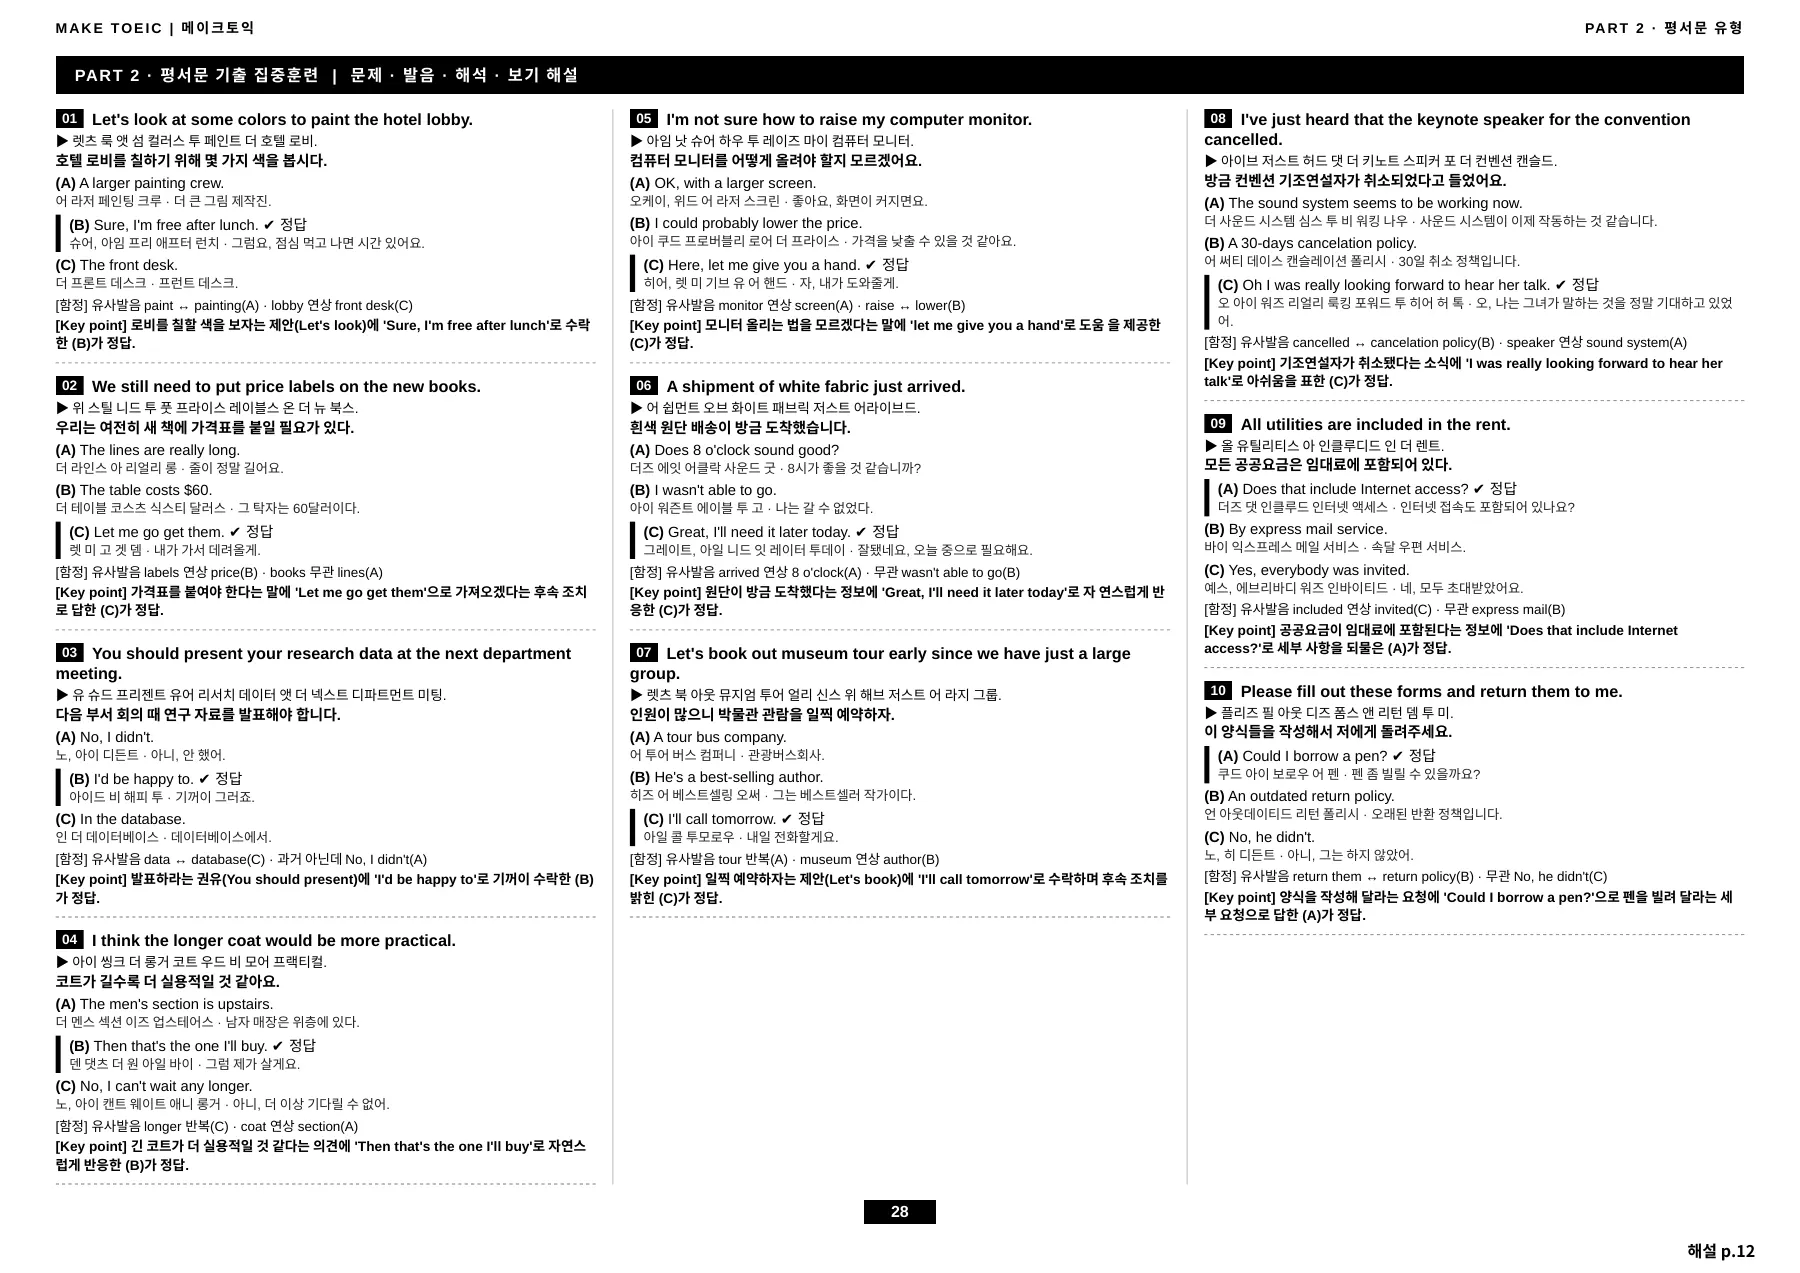 MAKE TOEIC | 메이크토익
PART 2 · 평서문 유형
PART 2 · 평서문 기출 집중훈련 | 문제 · 발음 · 해석 · 보기 해설
01 Let's look at some colors to paint the hotel lobby.
▶ 렛츠 룩 앳 섬 컬러스 투 페인트 더 호텔 로비.
호텔 로비를 칠하기 위해 몇 가지 색을 봅시다.
(A) A larger painting crew.
어 라저 페인팅 크루 · 더 큰 그림 제작진.
(B) Sure, I'm free after lunch. ✔ 정답
슈어, 아임 프리 애프터 런치 · 그럼요, 점심 먹고 나면 시간 있어요.
(C) The front desk.
더 프론트 데스크 · 프런트 데스크.
[함정] 유사발음 paint ↔ painting(A) · lobby 연상 front desk(C)
[Key point] 로비를 칠할 색을 보자는 제안(Let's look)에 'Sure, I'm free after lunch'로 수락
한 (B)가 정답.
02 We still need to put price labels on the new books.
▶ 위 스틸 니드 투 풋 프라이스 레이블스 온 더 뉴 북스.
우리는 여전히 새 책에 가격표를 붙일 필요가 있다.
(A) The lines are really long.
더 라인스 아 리얼리 롱 · 줄이 정말 길어요.
(B) The table costs $60.
더 테이블 코스츠 식스티 달러스 · 그 탁자는 60달러이다.
(C) Let me go get them. ✔ 정답
렛 미 고 겟 뎀 · 내가 가서 데려올게.
[함정] 유사발음 labels 연상 price(B) · books 무관 lines(A)
[Key point] 가격표를 붙여야 한다는 말에 'Let me go get them'으로 가져오겠다는 후속 조치
로 답한 (C)가 정답.
03 You should present your research data at the next department
meeting.
▶ 유 슈드 프리젠트 유어 리서치 데이터 앳 더 넥스트 디파트먼트 미팅.
다음 부서 회의 때 연구 자료를 발표해야 합니다.
(A) No, I didn't.
노, 아이 디든트 · 아니, 안 했어.
(B) I'd be happy to. ✔ 정답
아이드 비 해피 투 · 기꺼이 그러죠.
(C) In the database.
인 더 데이터베이스 · 데이터베이스에서.
[함정] 유사발음 data ↔ database(C) · 과거 아닌데 No, I didn't(A)
[Key point] 발표하라는 권유(You should present)에 'I'd be happy to'로 기꺼이 수락한 (B)
가 정답.
04 I think the longer coat would be more practical.
▶ 아이 씽크 더 롱거 코트 우드 비 모어 프랙티컬.
코트가 길수록 더 실용적일 것 같아요.
(A) The men's section is upstairs.
더 멘스 섹션 이즈 업스테어스 · 남자 매장은 위층에 있다.
(B) Then that's the one I'll buy. ✔ 정답
덴 댓츠 더 원 아일 바이 · 그럼 제가 살게요.
(C) No, I can't wait any longer.
노, 아이 캔트 웨이트 애니 롱거 · 아니, 더 이상 기다릴 수 없어.
[함정] 유사발음 longer 반복(C) · coat 연상 section(A)
[Key point] 긴 코트가 더 실용적일 것 같다는 의견에 'Then that's the one I'll buy'로 자연스
럽게 반응한 (B)가 정답.
05 I'm not sure how to raise my computer monitor.
▶ 아임 낫 슈어 하우 투 레이즈 마이 컴퓨터 모니터.
컴퓨터 모니터를 어떻게 올려야 할지 모르겠어요.
(A) OK, with a larger screen.
오케이, 위드 어 라저 스크린 · 좋아요, 화면이 커지면요.
(B) I could probably lower the price.
아이 쿠드 프로버블리 로어 더 프라이스 · 가격을 낮출 수 있을 것 같아요.
(C) Here, let me give you a hand. ✔ 정답
히어, 렛 미 기브 유 어 핸드 · 자, 내가 도와줄게.
[함정] 유사발음 monitor 연상 screen(A) · raise ↔ lower(B)
[Key point] 모니터 올리는 법을 모르겠다는 말에 'let me give you a hand'로 도움 을 제공한
(C)가 정답.
06 A shipment of white fabric just arrived.
▶ 어 쉽먼트 오브 화이트 패브릭 저스트 어라이브드.
흰색 원단 배송이 방금 도착했습니다.
(A) Does 8 o'clock sound good?
더즈 에잇 어클락 사운드 굿 · 8시가 좋을 것 같습니까?
(B) I wasn't able to go.
아이 워즌트 에이블 투 고 · 나는 갈 수 없었다.
(C) Great, I'll need it later today. ✔ 정답
그레이트, 아일 니드 잇 레이터 투데이 · 잘됐네요, 오늘 중으로 필요해요.
[함정] 유사발음 arrived 연상 8 o'clock(A) · 무관 wasn't able to go(B)
[Key point] 원단이 방금 도착했다는 정보에 'Great, I'll need it later today'로 자 연스럽게 반
응한 (C)가 정답.
07 Let's book out museum tour early since we have just a large
group.
▶ 렛츠 북 아웃 뮤지엄 투어 얼리 신스 위 해브 저스트 어 라지 그룹.
인원이 많으니 박물관 관람을 일찍 예약하자.
(A) A tour bus company.
어 투어 버스 컴퍼니 · 관광버스회사.
(B) He's a best-selling author.
히즈 어 베스트셀링 오써 · 그는 베스트셀러 작가이다.
(C) I'll call tomorrow. ✔ 정답
아일 콜 투모로우 · 내일 전화할게요.
[함정] 유사발음 tour 반복(A) · museum 연상 author(B)
[Key point] 일찍 예약하자는 제안(Let's book)에 'I'll call tomorrow'로 수락하며 후속 조치를
밝힌 (C)가 정답.
08 I've just heard that the keynote speaker for the convention
cancelled.
▶ 아이브 저스트 허드 댓 더 키노트 스피커 포 더 컨벤션 캔슬드.
방금 컨벤션 기조연설자가 취소되었다고 들었어요.
(A) The sound system seems to be working now.
더 사운드 시스템 심스 투 비 워킹 나우 · 사운드 시스템이 이제 작동하는 것 같습니다.
(B) A 30-days cancelation policy.
어 써티 데이스 캔슬레이션 폴리시 · 30일 취소 정책입니다.
(C) Oh I was really looking forward to hear her talk. ✔ 정답
오 아이 워즈 리얼리 룩킹 포워드 투 히어 허 톡 · 오, 나는 그녀가 말하는 것을 정말 기대하고 있었
어.
[함정] 유사발음 cancelled ↔ cancelation policy(B) · speaker 연상 sound system(A)
[Key point] 기조연설자가 취소됐다는 소식에 'I was really looking forward to hear her
talk'로 아쉬움을 표한 (C)가 정답.
09 All utilities are included in the rent.
▶ 올 유틸리티스 아 인클루디드 인 더 렌트.
모든 공공요금은 임대료에 포함되어 있다.
(A) Does that include Internet access? ✔ 정답
더즈 댓 인클루드 인터넷 액세스 · 인터넷 접속도 포함되어 있나요?
(B) By express mail service.
바이 익스프레스 메일 서비스 · 속달 우편 서비스.
(C) Yes, everybody was invited.
예스, 에브리바디 워즈 인바이티드 · 네, 모두 초대받았어요.
[함정] 유사발음 included 연상 invited(C) · 무관 express mail(B)
[Key point] 공공요금이 임대료에 포함된다는 정보에 'Does that include Internet
access?'로 세부 사항을 되물은 (A)가 정답.
10 Please fill out these forms and return them to me.
▶ 플리즈 필 아웃 디즈 폼스 앤 리턴 뎀 투 미.
이 양식들을 작성해서 저에게 돌려주세요.
(A) Could I borrow a pen? ✔ 정답
쿠드 아이 보로우 어 펜 · 펜 좀 빌릴 수 있을까요?
(B) An outdated return policy.
언 아웃데이티드 리턴 폴리시 · 오래된 반환 정책입니다.
(C) No, he didn't.
노, 히 디든트 · 아니, 그는 하지 않았어.
[함정] 유사발음 return them ↔ return policy(B) · 무관 No, he didn't(C)
[Key point] 양식을 작성해 달라는 요청에 'Could I borrow a pen?'으로 펜을 빌려 달라는 세
부 요청으로 답한 (A)가 정답.
28
해설 p.12